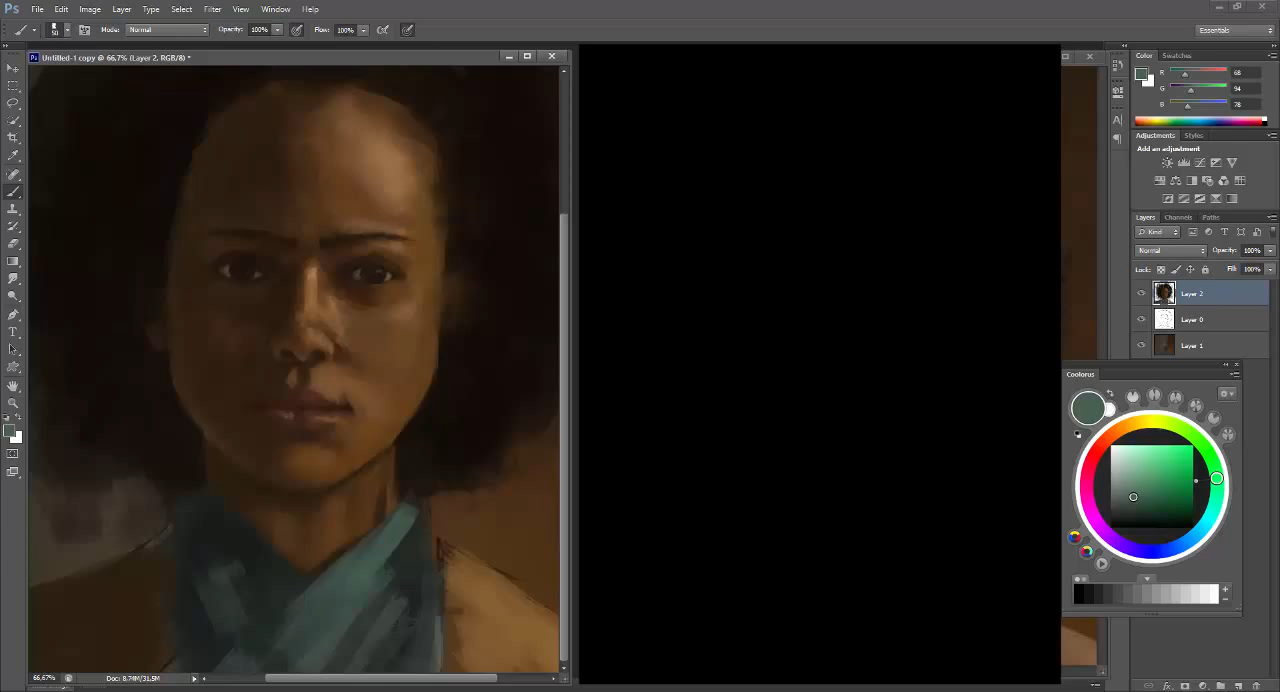 Ps File Edit Image Layer Type Select Filter View Window Help
50 Mode: Normal Opacity: 100% Flow: 100% Essentials
Untitled-1 copy @ 66.7% (Layer 2, RGB/8) *
Color Swatches
R 68
G 94
B 78
Adjustments Styles
Add an adjustment
Layers Channels Paths
Kind
Normal Opacity: 100%
Lock: Fill: 100%
Layer 2
Layer 0
Layer 1
Coolorus
66,67% Doc: 8.74M/31.5M